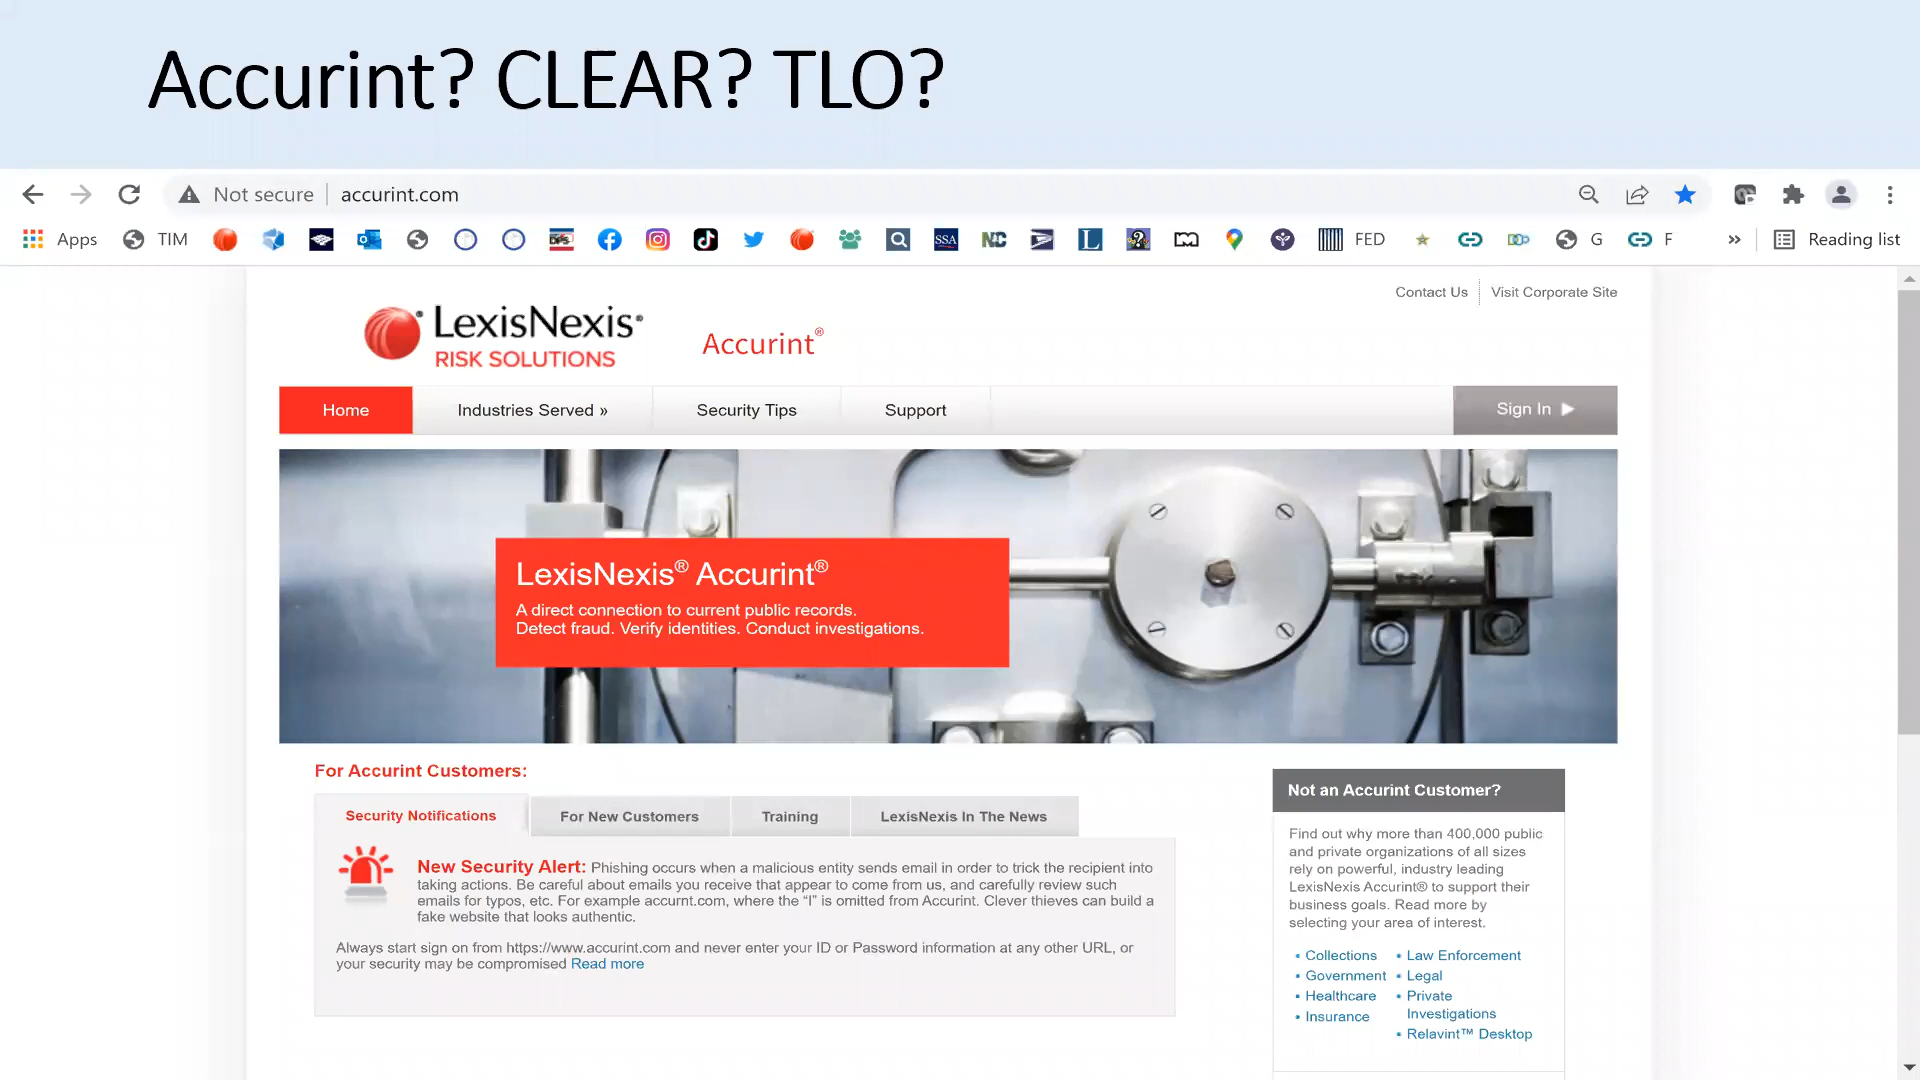 Accurint? CLEAR? TLO?
Not secure accurint.com
Apps TIM FED G F » Reading list
Contact Us Visit Corporate Site
LexisNexis®
RISK SOLUTIONS
Accurint®
Home Industries Served » Security Tips Support Sign In
LexisNexis® Accurint®
A direct connection to current public records.
Detect fraud. Verify identities. Conduct investigations.
For Accurint Customers:
Security Notifications For New Customers Training LexisNexis In The News
New Security Alert: Phishing occurs when a malicious entity sends email in order to trick the recipient into
taking actions. Be careful about emails you receive that appear to come from us, and carefully review such
emails for typos, etc. For example accurnt.com, where the “I” is omitted from Accurint. Clever thieves can build a
fake website that looks authentic.
Always start sign on from https://www.accurint.com and never enter your ID or Password information at any other URL, or
your security may be compromised Read more
Not an Accurint Customer?
Find out why more than 400,000 public
and private organizations of all sizes
rely on powerful, industry leading
LexisNexis Accurint® to support their
business goals. Read more by
selecting your area of interest.
Collections
Government
Healthcare
Insurance
Law Enforcement
Legal
Private
Investigations
Relavint™ Desktop